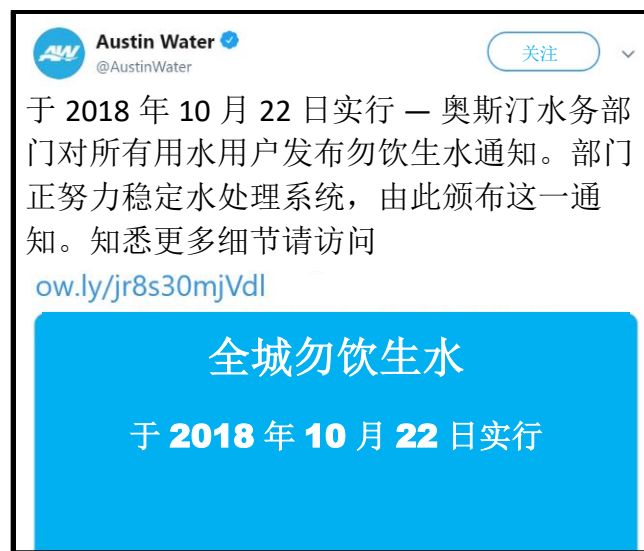 AW
Austin Water
@AustinWater
关注
于 2018 年 10 月 22 日实行 — 奥斯汀水务部
门对所有用水用户发布勿饮生水通知。部门
正努力稳定水处理系统，由此颁布这一通
知。知悉更多细节请访问
ow.ly/jr8s30mjVdl
全城勿饮生水
于 2018 年 10 月 22 日实行